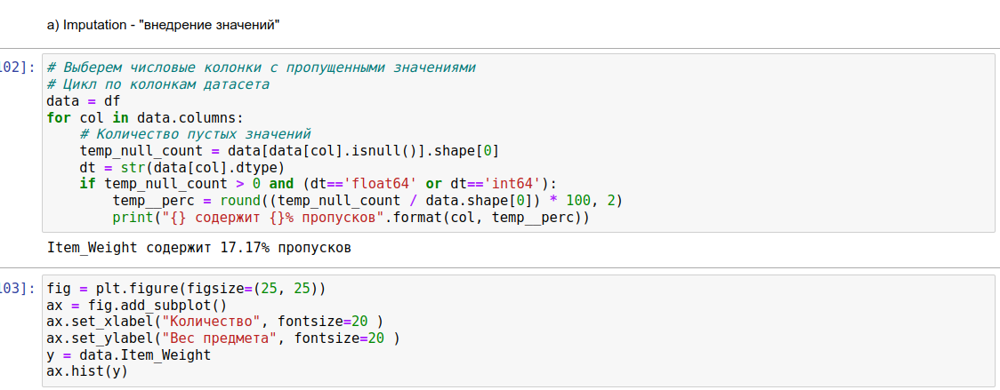 a) Imputation - "внедрение значений"
102]:
# Выберем числовые колонки с пропущенными значениями
# Цикл по колонкам датасета
data = df
for col in data.columns:
    # Количество пустых значений
    temp_null_count = data[data[col].isnull()].shape[0]
    dt = str(data[col].dtype)
    if temp_null_count > 0 and (dt=='float64' or dt=='int64'):
        temp__perc = round((temp_null_count / data.shape[0]) * 100, 2)
        print("{} содержит {}% пропусков".format(col, temp__perc))
Item_Weight содержит 17.17% пропусков
103]:
fig = plt.figure(figsize=(25, 25))
ax = fig.add_subplot()
ax.set_xlabel("Количество", fontsize=20 )
ax.set_ylabel("Вес предмета", fontsize=20 )
y = data.Item_Weight
ax.hist(y)